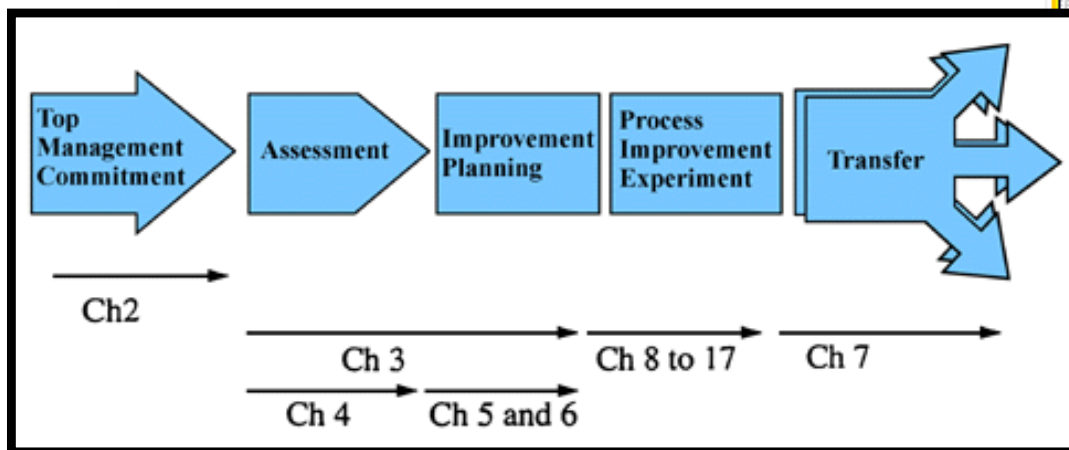 Top
Management
Commitment
Assessment
Improvement
Planning
Process
Improvement
Experiment
Transfer
Ch2
Ch 3
Ch 8 to 17
Ch 7
Ch 4
Ch 5 and 6